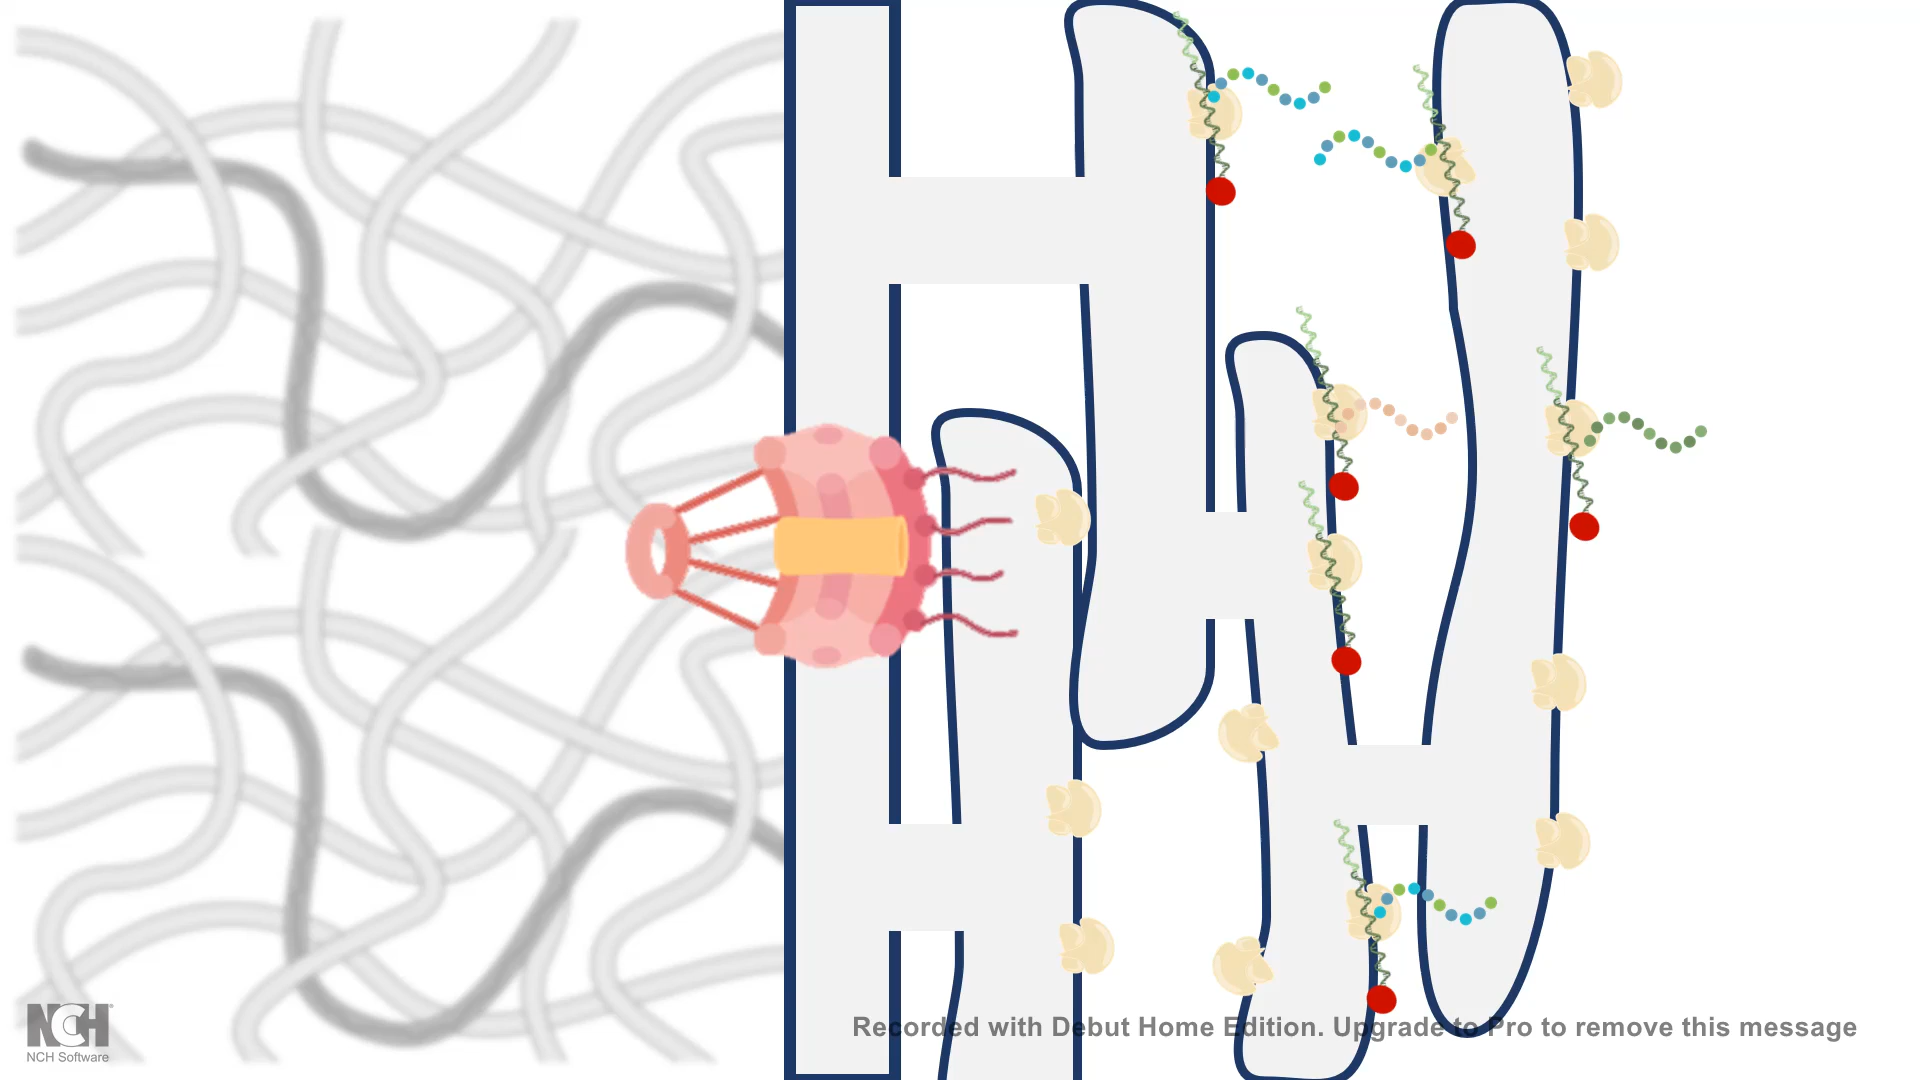 NCH®
NCH Software
Recorded with Debut Home Edition. Upgrade to Pro to remove this message